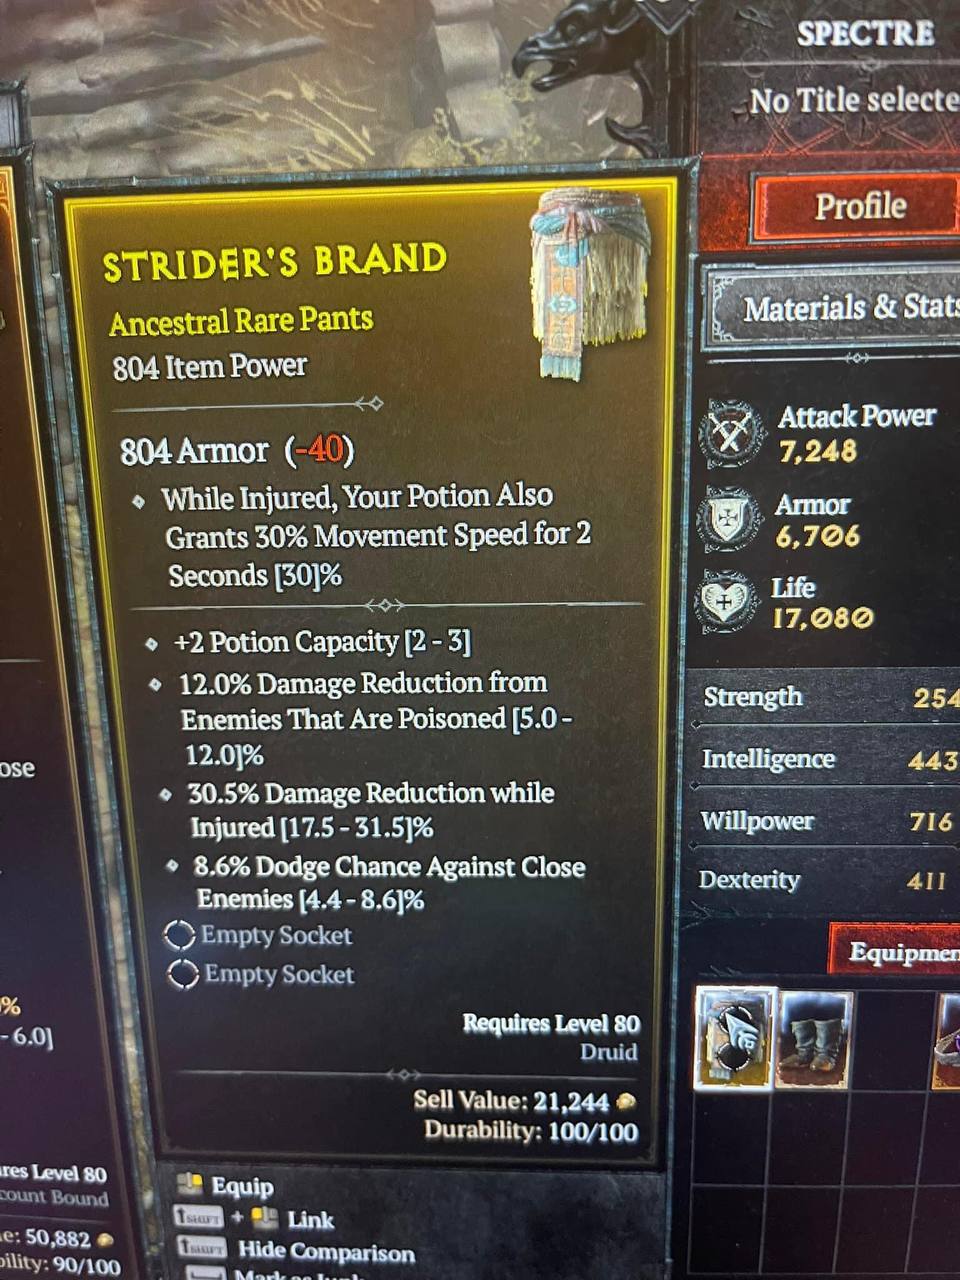 SPECTRE
No Title selecte
Profile
Materials & Stats
Attack Power
7,248
Armor
6,706
Life
17,080
Strength 254
Intelligence 443
Willpower 716
Dexterity 411
Equipmen
STRIDER'S BRAND
Ancestral Rare Pants
804 Item Power
804 Armor (-40)
While Injured, Your Potion Also
Grants 30% Movement Speed for 2
Seconds [30]%
+2 Potion Capacity [2 - 3]
12.0% Damage Reduction from
Enemies That Are Poisoned [5.0 -
12.0]%
30.5% Damage Reduction while
Injured [17.5 - 31.5]%
8.6% Dodge Chance Against Close
Enemies [4.4 - 8.6]%
Empty Socket
Empty Socket
Requires Level 80
Druid
Sell Value: 21,244
Durability: 100/100
Equip
SHIFT + Link
SHIFT Hide Comparison
ose
%
- 6.0]
res Level 80
count Bound
e: 50,882
bility: 90/100